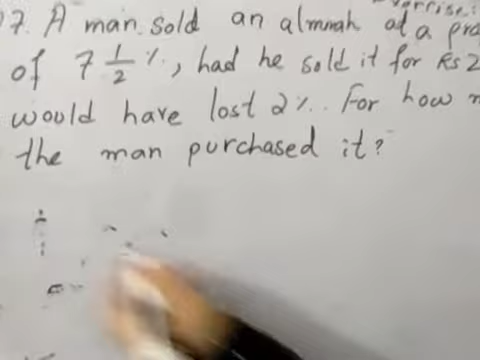 7. A man sold an almirah at a
of 7 1/2 %, had he sold it for Rs 2
would have lost 2%. For how
the man purchased it?